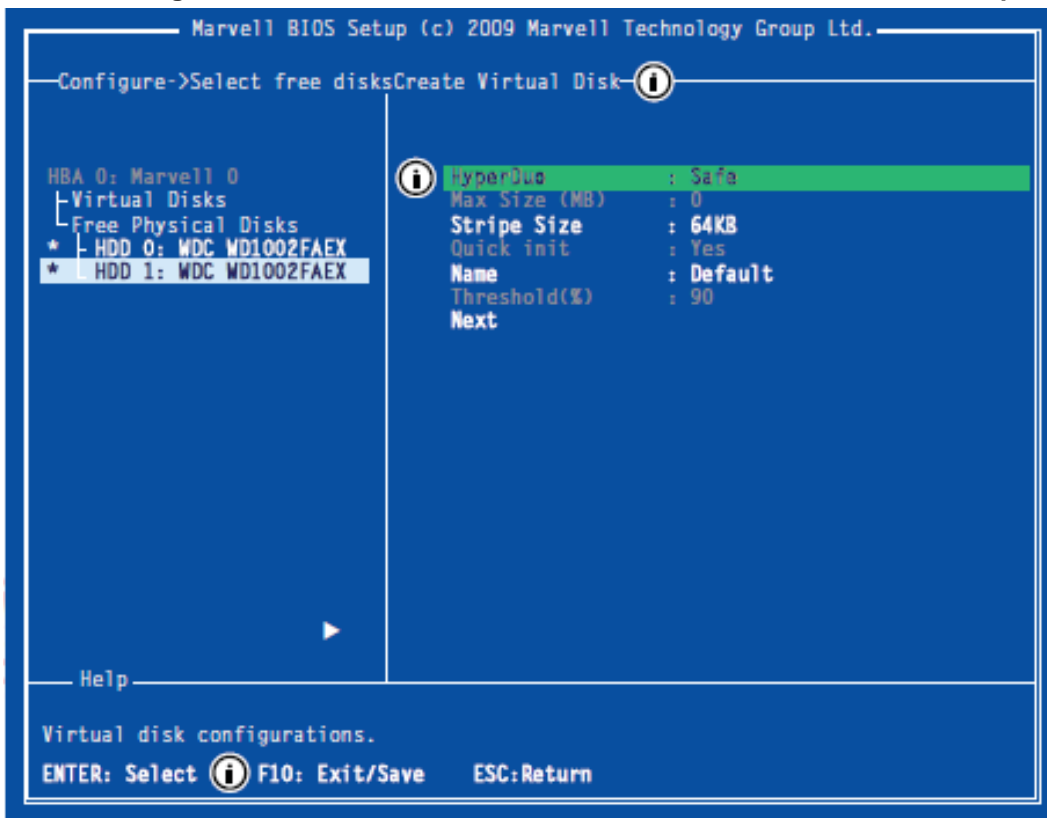 Marvell BIOS Setup (c) 2009 Marvell Technology Group Ltd.
Configure->Select free disksCreate Virtual Disk
HBA 0: Marvell 0
Virtual Disks
Free Physical Disks
* HDD 0: WDC WD1002FAEX
* HDD 1: WDC WD1002FAEX
HyperDuo : Safe
Max Size (MB) : 0
Stripe Size : 64KB
Quick init : Yes
Name : Default
Threshold(%) : 90
Next
Help
Virtual disk configurations.
ENTER: Select F10: Exit/Save ESC:Return